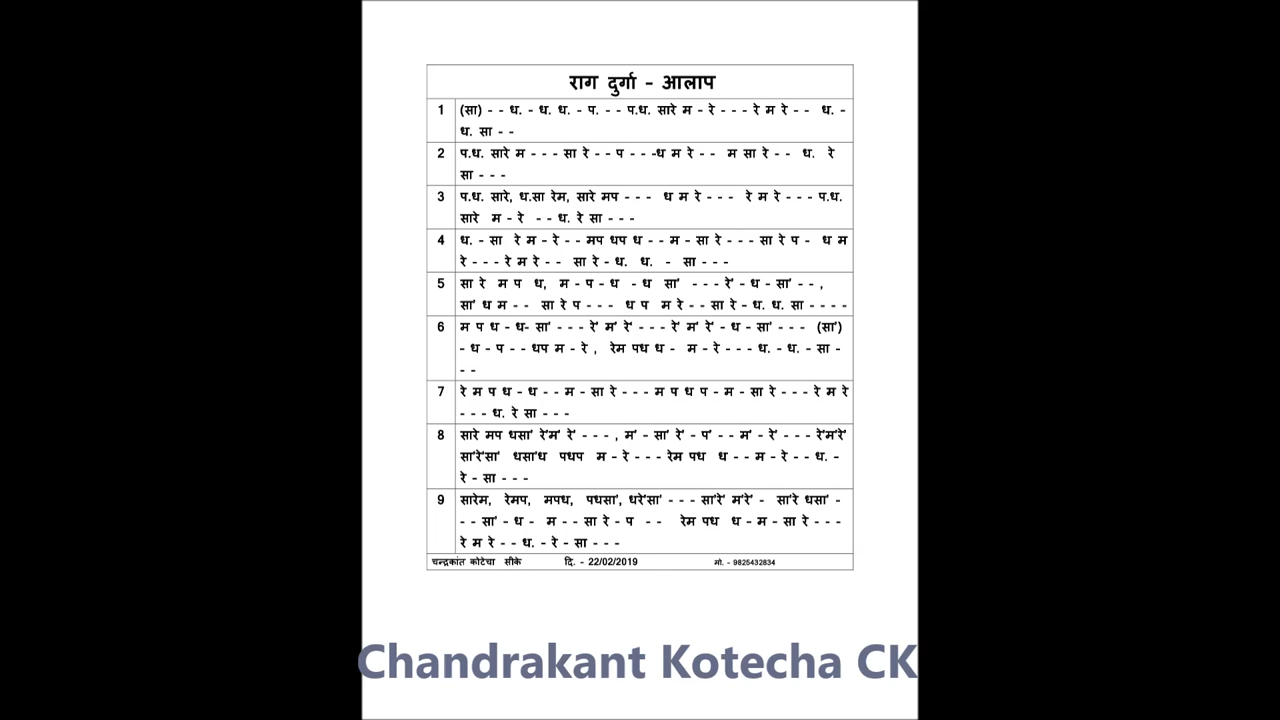 राग दुर्गा - आलाप
1 (सा) - - ध. - ध. ध. - प. - - प.ध. सारे म - रे - - - रे म रे - - ध. -
ध. सा - -
2 प.ध. सारे म - - - सा रे - - प - - -ध म रे - - म सा रे - - ध. रे
सा - - -
3 प.ध. सारे, ध.सा रेम, सारे मप - - - ध म रे - - - रे म रे - - - प.ध.
सारे म - रे - - ध. रे सा - - -
4 ध. - सा रे म - रे - - मप धप ध - - म - सा रे - - - सा रे प - ध म
रे - - - रे म रे - - सा रे - ध. ध. - सा - - -
5 सा रे म प ध, म - प - ध - ध सा' - - - रे' - ध - सा' - - ,
सा' ध म - - सा रे प - - - ध प म रे - - सा रे - ध. ध. सा - - - -
6 म प ध - ध- सा' - - - रे' म' रे' - - - रे' म' रे' - ध - सा' - - - (सा')
- ध - प - - धप म - रे , रेम पध ध - म - रे - - - ध. - ध. - सा -
- -
7 रे म प ध - ध - - म - सा रे - - - म प ध प - म - सा रे - - - रे म रे
- - - ध. रे सा - - -
8 सारे मप धसा' रे'म' रे' - - - , म' - सा' रे' - प' - - म' - रे' - - - रे'म'रे'
सा'रे'सा' धसा'ध पधप म - रे - - - रेम पध ध - - म - रे - - ध. -
रे - सा - - -
9 सारेम, रेमप, मपध, पधसा', धरे'सा' - - - सा'रे' म'रे' - सा'रे धसा' -
- - सा' - ध - म - - सा रे - प - - रेम पध ध - म - सा रे - - -
रे म रे - - ध. - रे - सा - - -
चन्द्रकांत कोटेचा सीके दि. - 22/02/2019 मो. - 9825432834
Chandrakant Kotecha CK